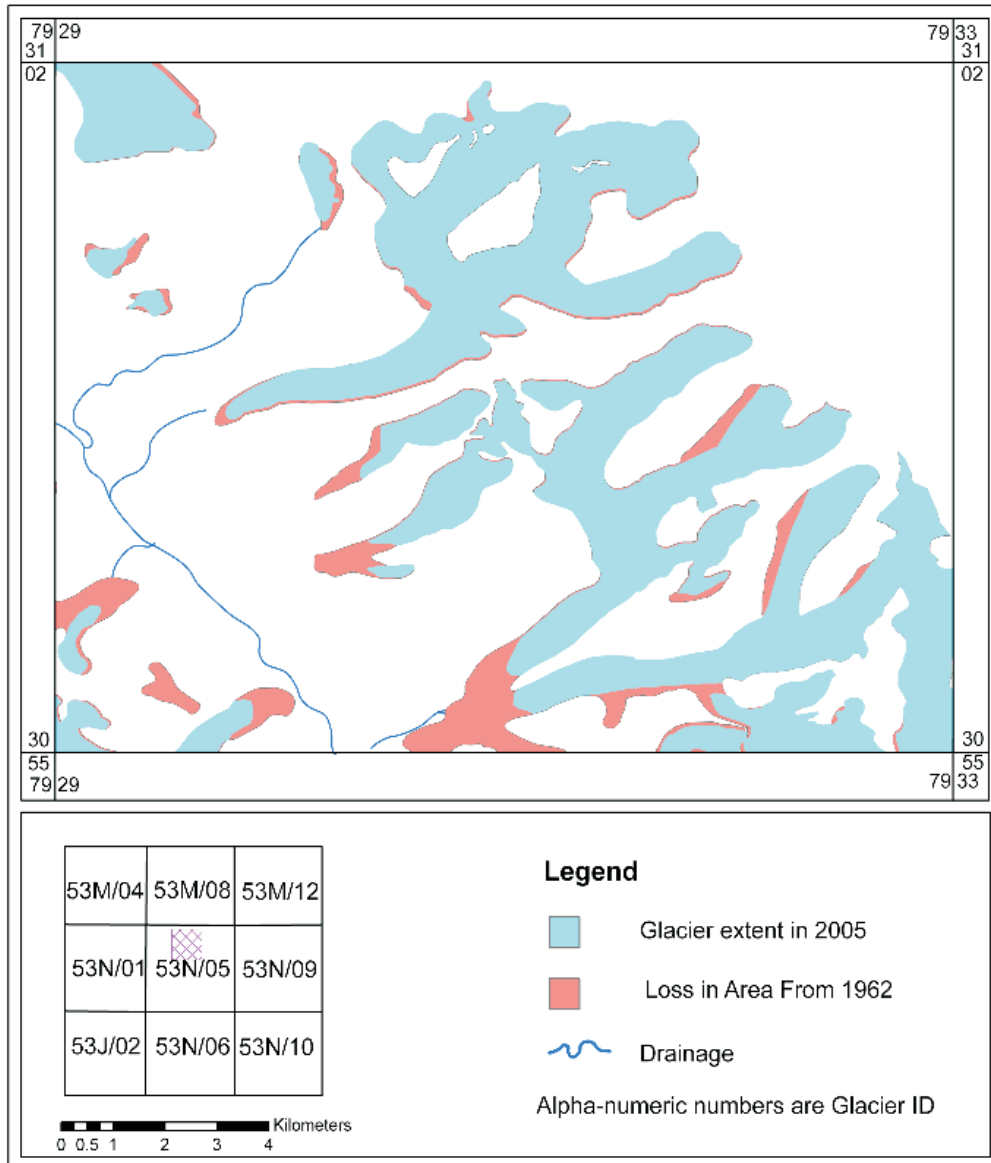 79 29
79 33
31
31
02
02
30
30
55
55
79 29
79 33
53M/04 53M/08 53M/12
53N/01 53N/05 53N/09
53J/02 53N/06 53N/10
Kilometers
0 0.5 1 2 3 4
Legend
Glacier extent in 2005
Loss in Area From 1962
Drainage
Alpha-numeric numbers are Glacier ID